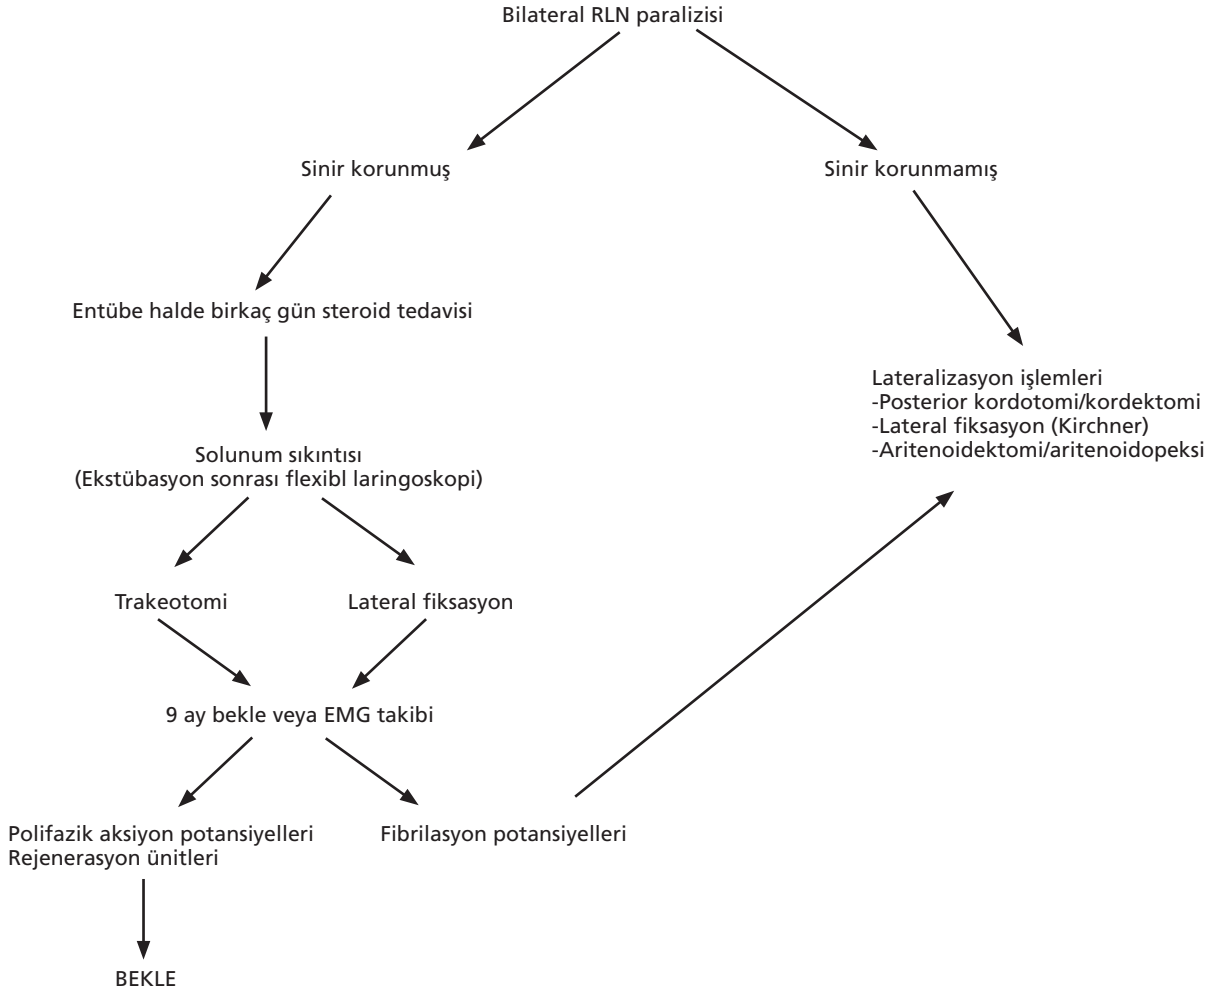 Bilateral RLN paralizisi
Sinir korunmuş
Sinir korunmamış
Entübe halde birkaç gün steroid tedavisi
Lateralizasyon işlemleri
-Posterior kordotomi/kordektomi
-Lateral fiksasyon (Kirchner)
-Aritenoidektomi/aritenoidopeksi
Solunum sıkıntısı
(Ekstübasyon sonrası flexibl laringoskopi)
Trakeotomi
Lateral fiksasyon
9 ay bekle veya EMG takibi
Polifazik aksiyon potansiyelleri
Rejenerasyon ünitleri
Fibrilasyon potansiyelleri
BEKLE